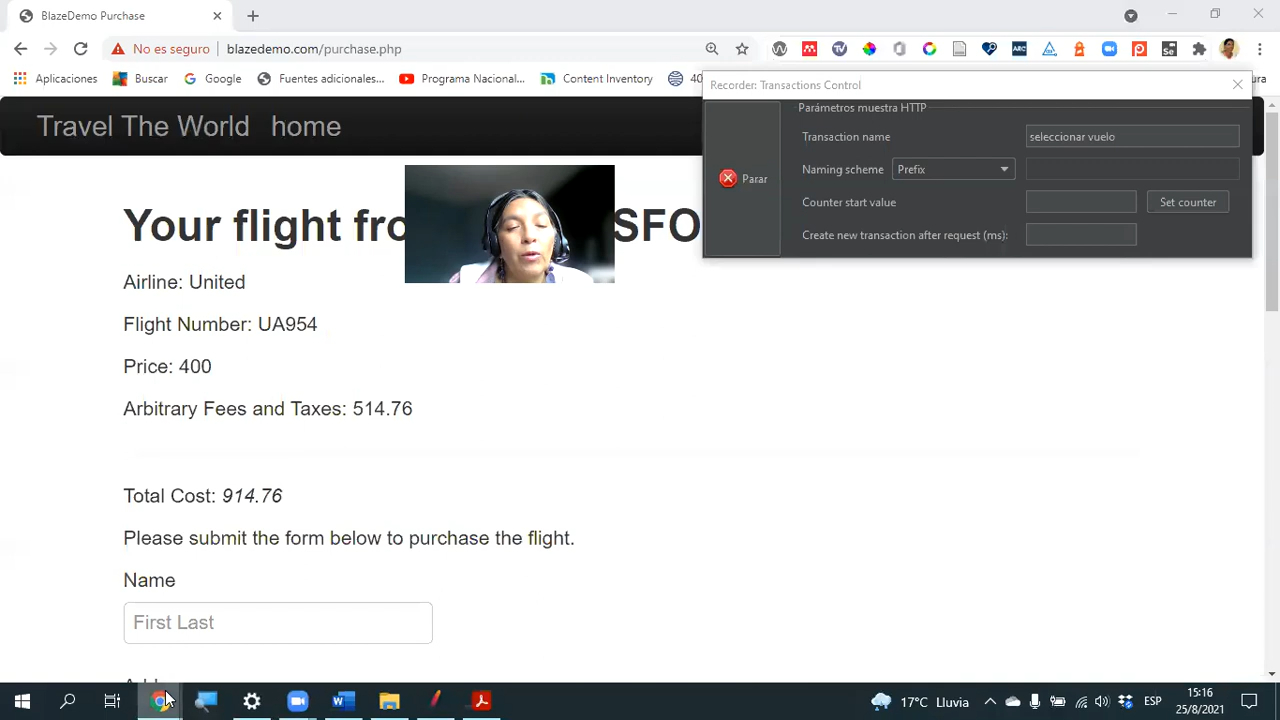 BlazeDemo Purchase
No es seguro
blazedemo.com/purchase.php
Aplicaciones
Buscar
Google
Fuentes adicionales...
Programa Nacional...
Content Inventory
40
ura
Travel The World
home
Recorder: Transactions Control
Parar
Parámetros muestra HTTP
Transaction name
seleccionar vuelo
Naming scheme
Prefix
Counter start value
Set counter
Create new transaction after request (ms):
Your flight fro
SFO
Airline: United
Flight Number: UA954
Price: 400
Arbitrary Fees and Taxes: 514.76
Total Cost: 914.76
Please submit the form below to purchase the flight.
Name
First Last
17°C Lluvia
ESP
15:16
25/8/2021